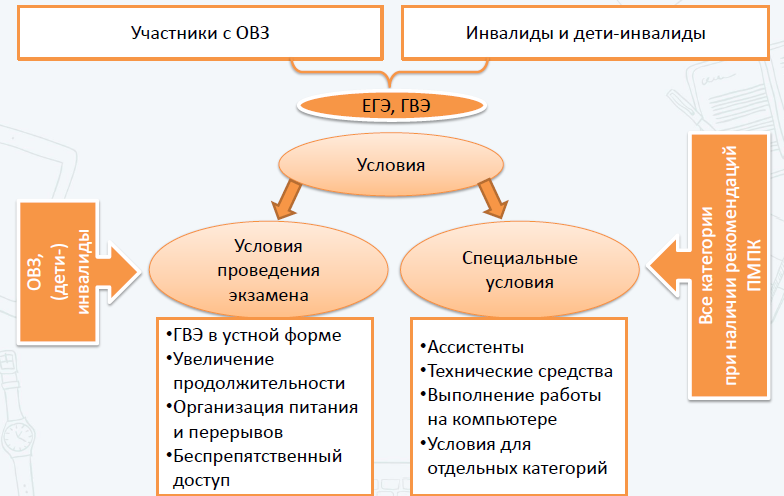 Участники с ОВЗ
Инвалиды и дети-инвалиды
ЕГЭ, ГВЭ
Условия
ОВЗ,
(дети-)
инвалиды
Условия
проведения
экзамена
Специальные
условия
Все категории
при наличии рекомендаций
ПМПК
•ГВЭ в устной форме
•Увеличение
продолжительности
•Организация питания
и перерывов
•Беспрепятственный
доступ
•Ассистенты
•Технические средства
•Выполнение работы
на компьютере
•Условия для
отдельных категорий